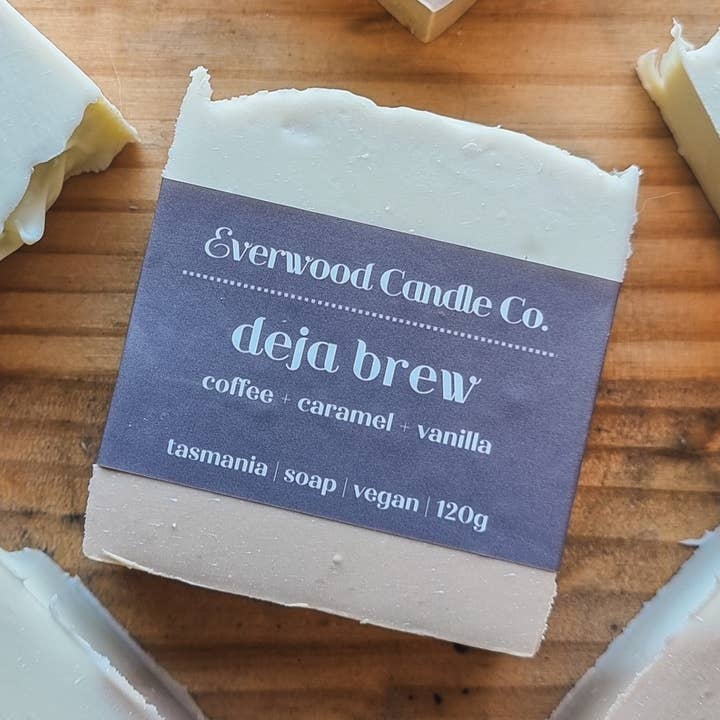 Everwood Candle Co.
deja brew
coffee + caramel + vanilla
tasmania | soap | vegan | 120g